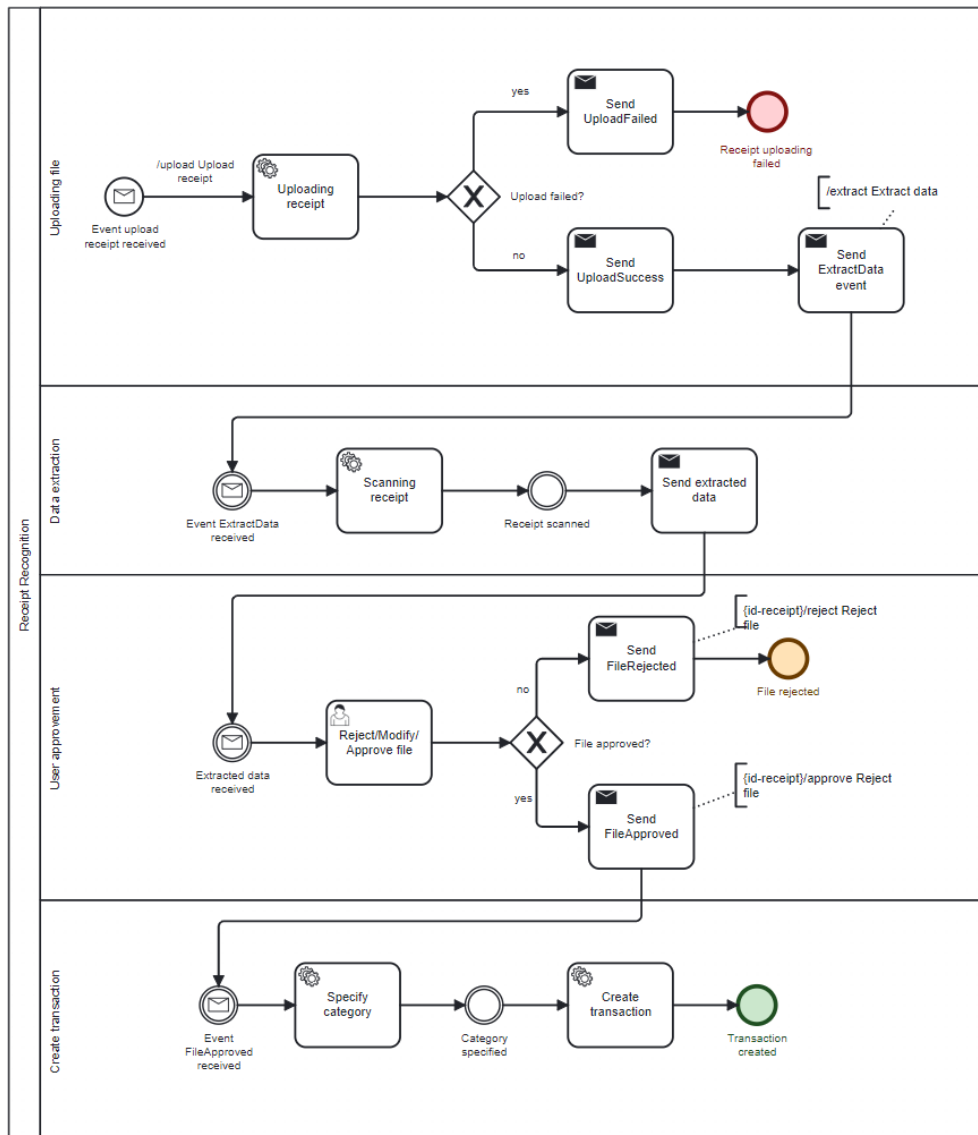 Receipt Recognition
Uploading file
yes
Send
UploadFailed
Receipt uploading
failed
/upload Upload
receipt
Uploading
receipt
Upload failed?
Event upload
receipt received
/extract Extract data
no
Send
UploadSuccess
Send
ExtractData
event
Data extraction
Scanning
receipt
Send extracted
data
Event ExtractData
received
Receipt scanned
User approvement
{id-receipt}/reject Reject
file
Send
FileRejected
File rejected
no
Reject/Modify/
Approve file
File approved?
Extracted data
received
{id-receipt}/approve Reject
file
yes
Send
FileApproved
Create transaction
Specify
category
Create
transaction
Event
FileApproved
received
Category
specified
Transaction
created